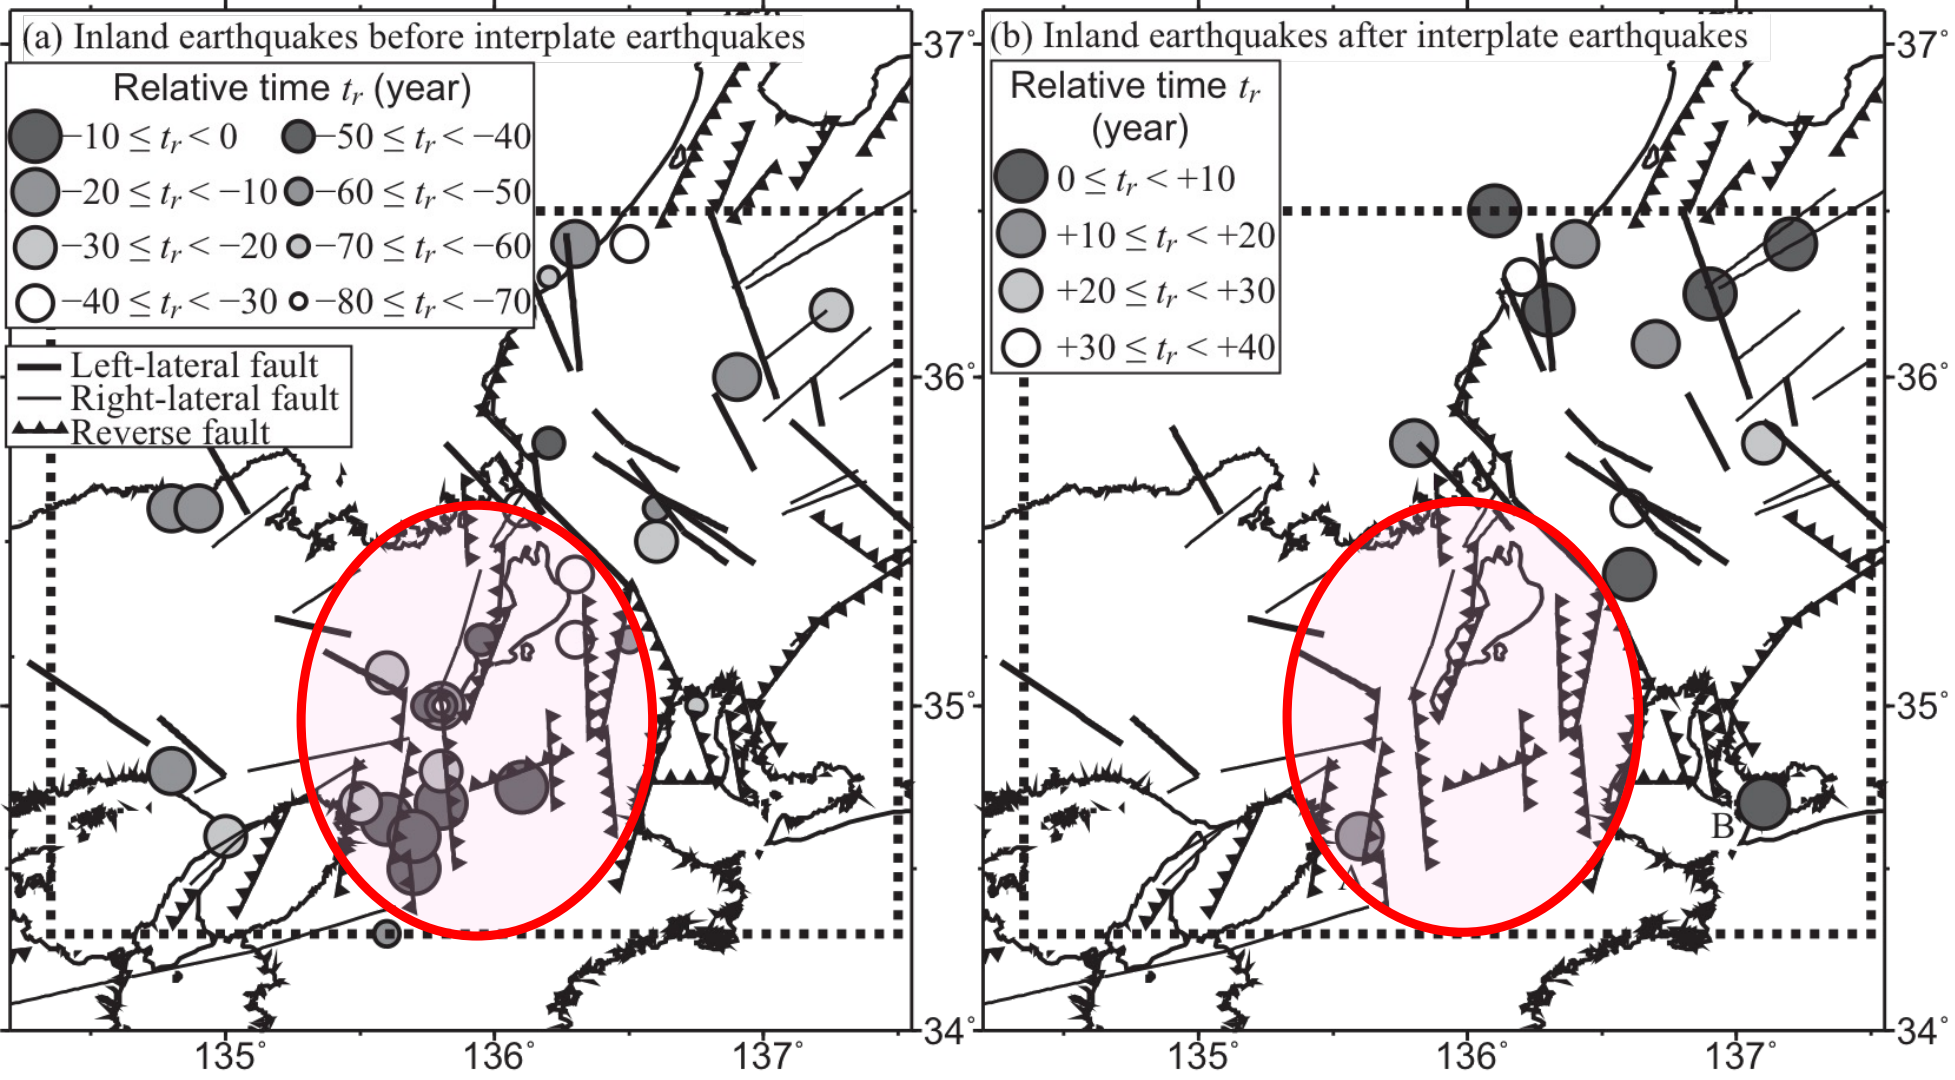 (a) Inland earthquakes before interplate earthquakes
Relative time tr (year)
−10 ≤ tr < 0
−50 ≤ tr < −40
−20 ≤ tr < −10
−60 ≤ tr < −50
−30 ≤ tr < −20
−70 ≤ tr < −60
−40 ≤ tr < −30
−80 ≤ tr < −70
Left-lateral fault
Right-lateral fault
Reverse fault
37°
36°
35°
34°
135°
136°
137°
(b) Inland earthquakes after interplate earthquakes
Relative time tr
(year)
0 ≤ tr < +10
+10 ≤ tr < +20
+20 ≤ tr < +30
+30 ≤ tr < +40
A
B
37°
36°
35°
34°
135°
136°
137°